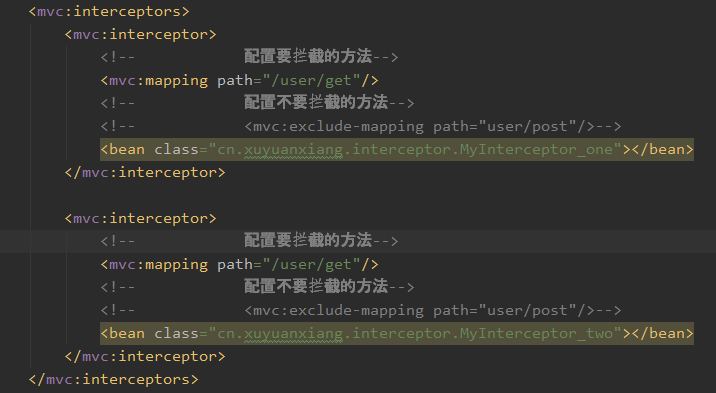 <mvc:interceptors>
<mvc:interceptor>
<!-- 配置要拦截的方法-->
<mvc:mapping path="/user/get"/>
<!-- 配置不要拦截的方法-->
<!-- <mvc:exclude-mapping path="user/post"/>-->
<bean class="cn.xuyuanxiang.interceptor.MyInterceptor_one"></bean>
</mvc:interceptor>
<mvc:interceptor>
<!-- 配置要拦截的方法-->
<mvc:mapping path="/user/get"/>
<!-- 配置不要拦截的方法-->
<!-- <mvc:exclude-mapping path="user/post"/>-->
<bean class="cn.xuyuanxiang.interceptor.MyInterceptor_two"></bean>
</mvc:interceptor>
</mvc:interceptors>